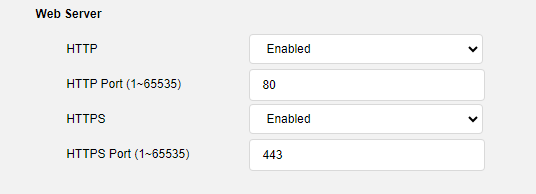 Web Server
HTTP Enabled
HTTP Port (1~65535) 80
HTTPS Enabled
HTTPS Port (1~65535) 443